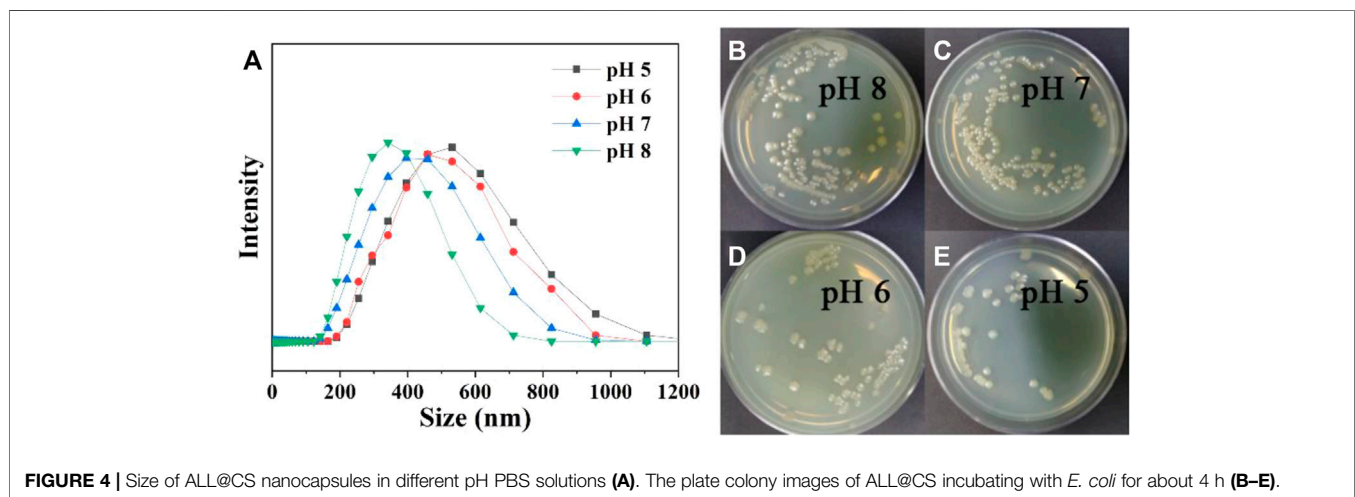 A
pH 5
pH 6
pH 7
pH 8
Intensity
0 200 400 600 800 1000 1200
Size (nm)
B
pH 8
C
pH 7
D
pH 6
E
pH 5
FIGURE 4 | Size of ALL@CS nanocapsules in different pH PBS solutions (A). The plate colony images of ALL@CS incubating with E. coli for about 4 h (B–E).